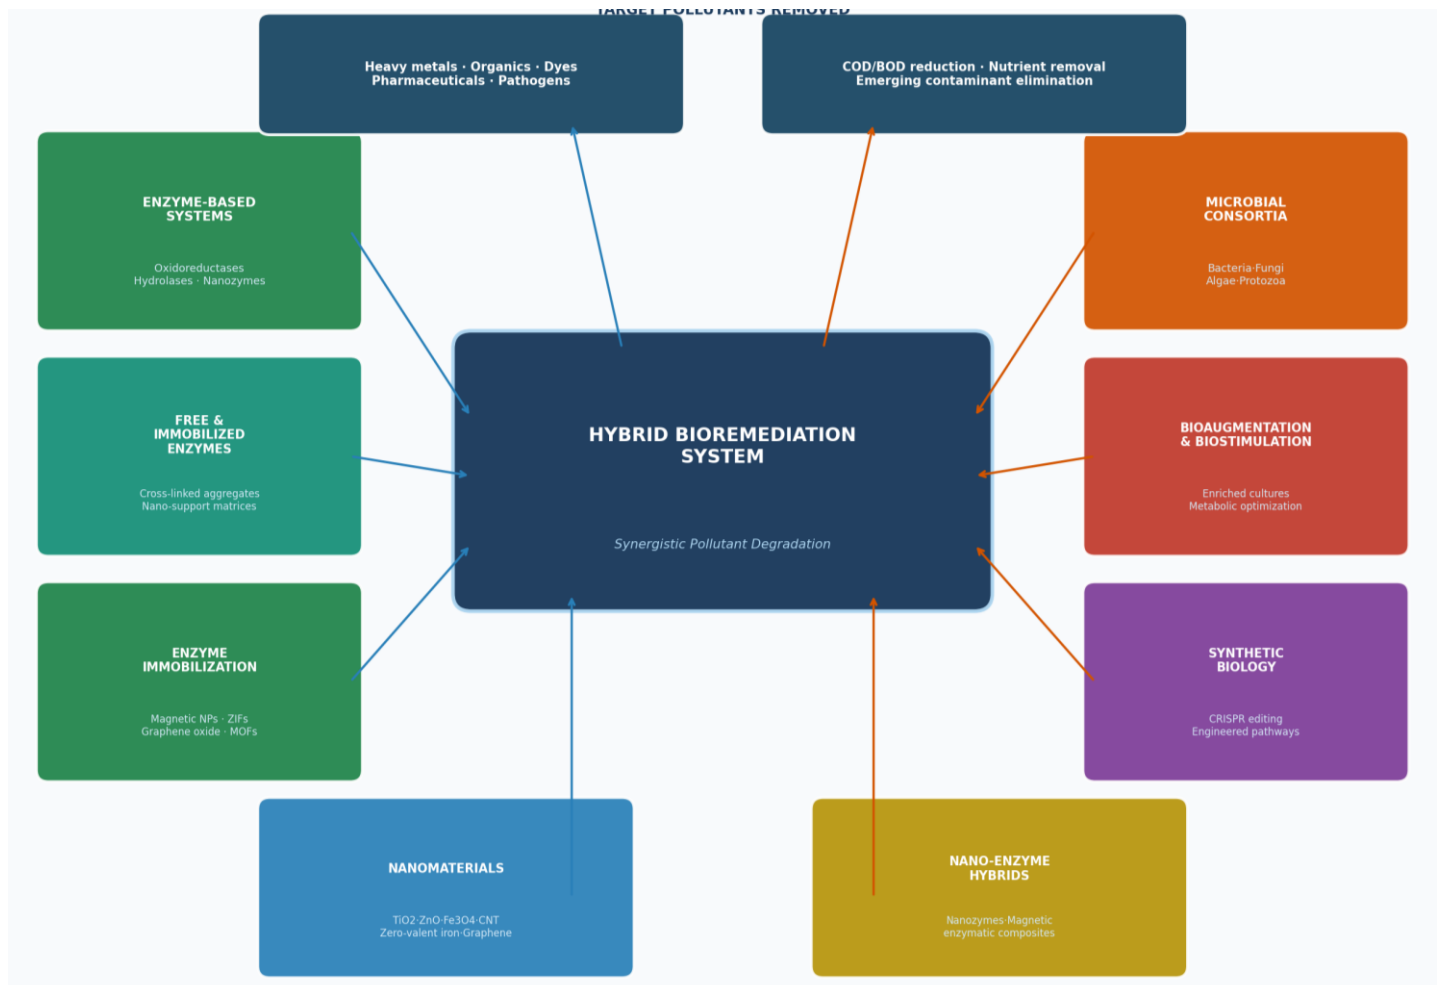 TARGET POLLUTANTS REMOVED
Heavy metals · Organics · Dyes
Pharmaceuticals · Pathogens
COD/BOD reduction · Nutrient removal
Emerging contaminant elimination
ENZYME-BASED
SYSTEMS
Oxidoreductases
Hydrolases · Nanozymes
MICROBIAL
CONSORTIA
Bacteria·Fungi
Algae·Protozoa
FREE &
IMMOBILIZED
ENZYMES
Cross-linked aggregates
Nano-support matrices
HYBRID BIOREMEDIATION
SYSTEM
Synergistic Pollutant Degradation
BIOAUGMENTATION
& BIOSTIMULATION
Enriched cultures
Metabolic optimization
ENZYME
IMMOBILIZATION
Magnetic NPs · ZIFs
Graphene oxide · MOFs
SYNTHETIC
BIOLOGY
CRISPR editing
Engineered pathways
NANOMATERIALS
TiO2·ZnO·Fe3O4·CNT
Zero-valent iron·Graphene
NANO-ENZYME
HYBRIDS
Nanozymes·Magnetic
enzymatic composites